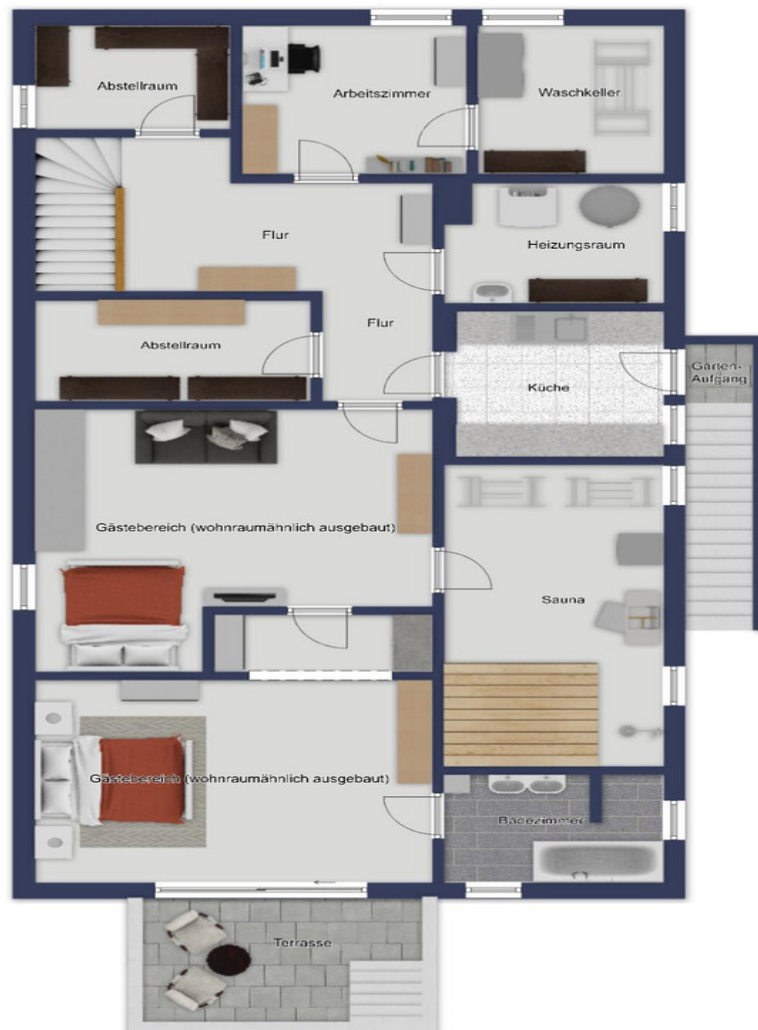 Abstellraum
Arbeitszimmer
Waschkeller
Flur
Heizungsraum
Flur
Abstellraum
Küche
Garten-
Aufgang
Gästebereich (wohnraumähnlich ausgebaut)
Sauna
Gästebereich (wohnraumähnlich ausgebaut)
Badezimmer
Terrasse